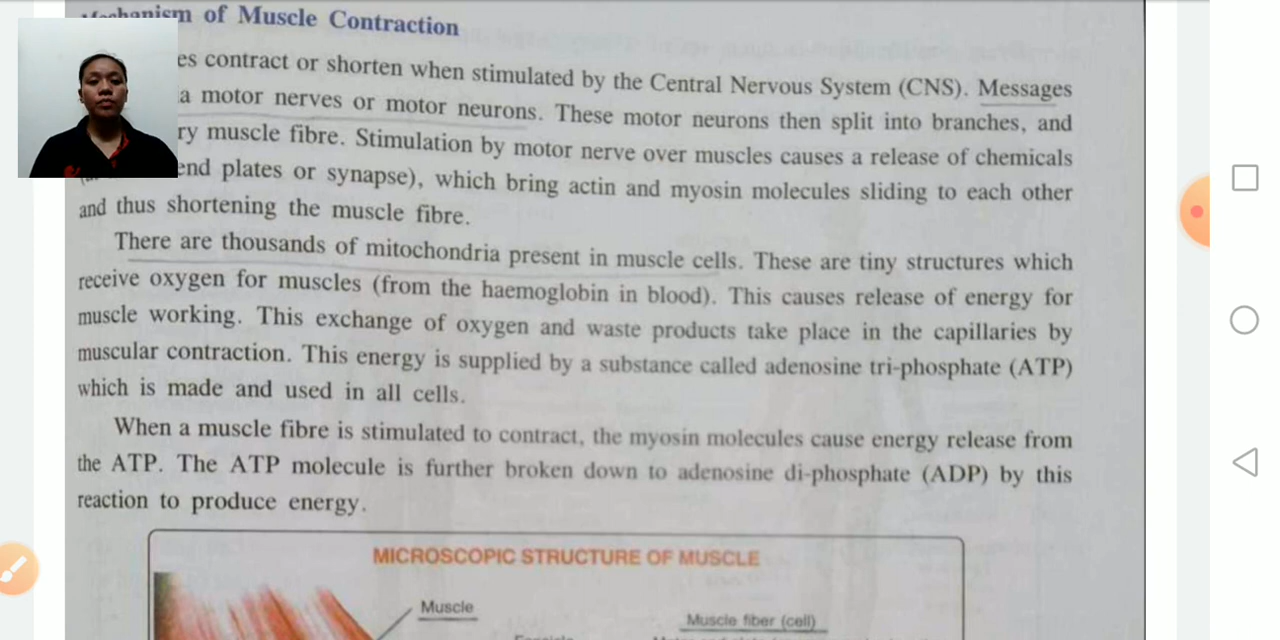 Mechanism of Muscle Contraction
es contract or shorten when stimulated by the Central Nervous System (CNS). Messages
a motor nerves or motor neurons. These motor neurons then split into branches, and
ry muscle fibre. Stimulation by motor nerve over muscles causes a release of chemicals
end plates or synapse), which bring actin and myosin molecules sliding to each other
and thus shortening the muscle fibre.
There are thousands of mitochondria present in muscle cells. These are tiny structures which
receive oxygen for muscles (from the haemoglobin in blood). This causes release of energy for
muscle working. This exchange of oxygen and waste products take place in the capillaries by
muscular contraction. This energy is supplied by a substance called adenosine tri-phosphate (ATP)
which is made and used in all cells.
When a muscle fibre is stimulated to contract, the myosin molecules cause energy release from
the ATP. The ATP molecule is further broken down to adenosine di-phosphate (ADP) by this
reaction to produce energy.
MICROSCOPIC STRUCTURE OF MUSCLE
Muscle
Muscle fiber (cell)